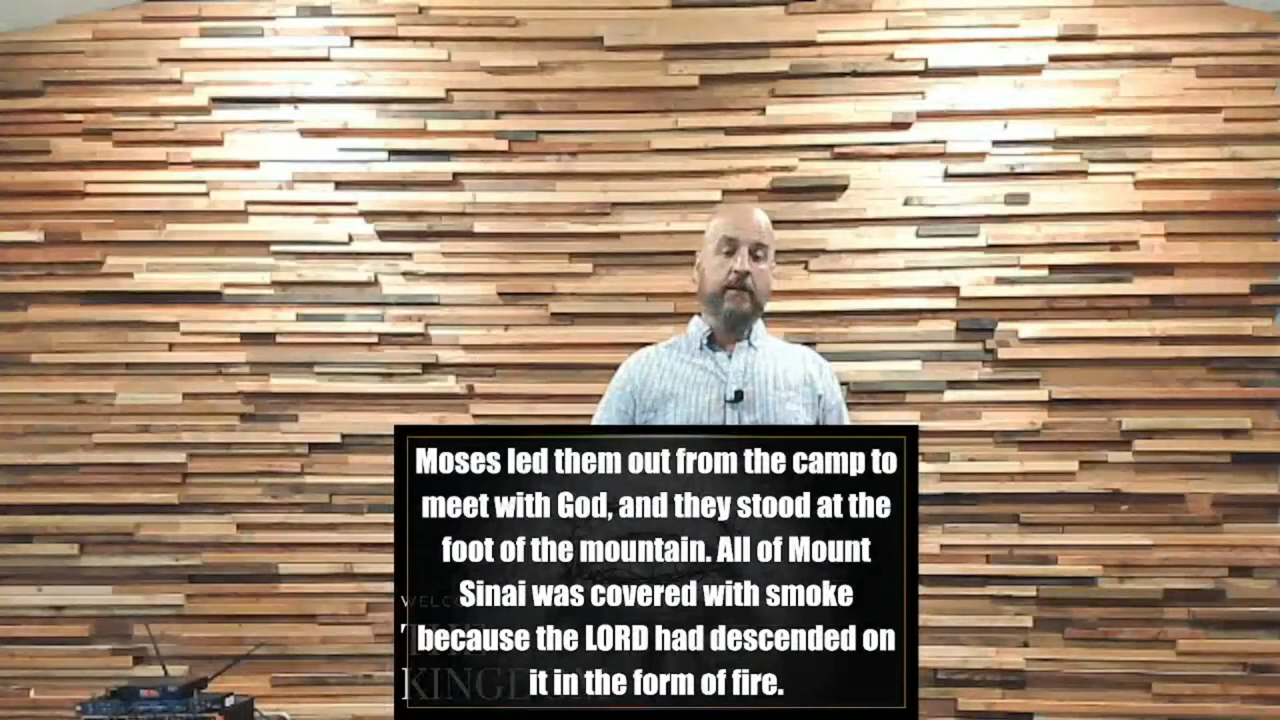 Moses led them out from the camp to
meet with God, and they stood at the
foot of the mountain. All of Mount
Sinai was covered with smoke
because the LORD had descended on
it in the form of fire.